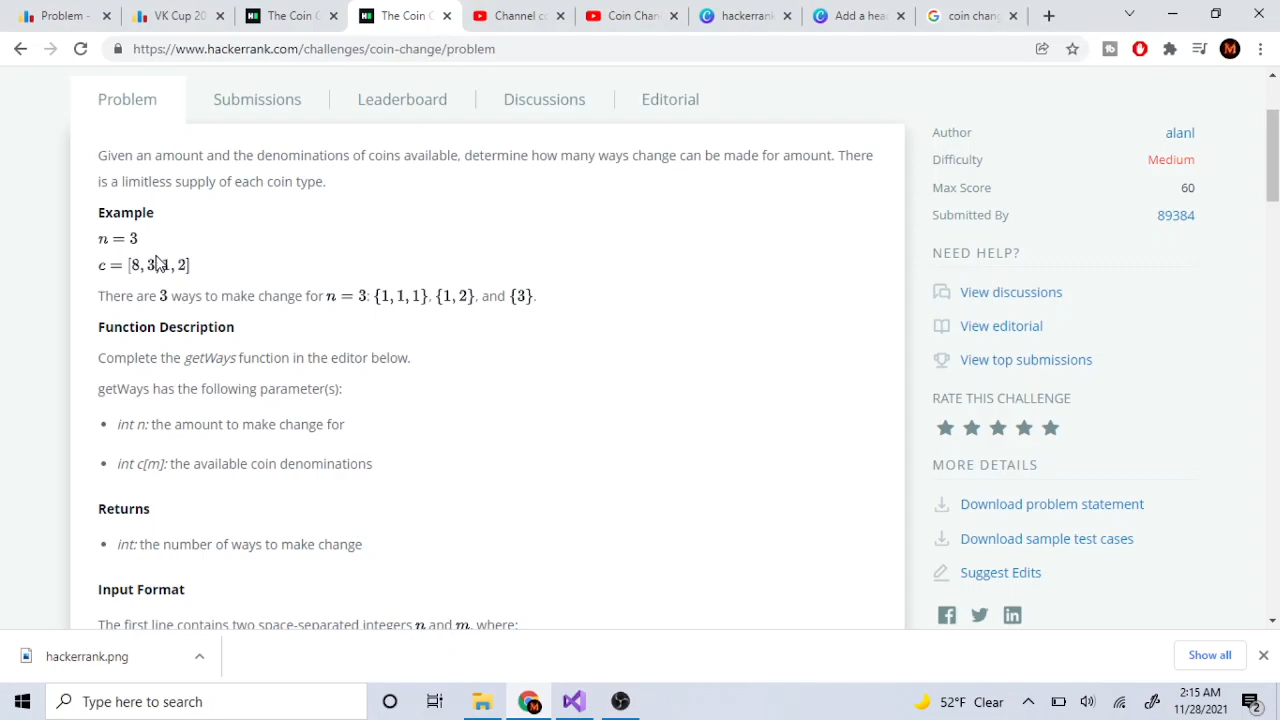 Problem -
VK Cup 20
The Coin C
The Coin C
Channel c
Coin Chan
hackerrank
Add a hea
coin chang
https://www.hackerrank.com/challenges/coin-change/problem
Problem
Submissions
Leaderboard
Discussions
Editorial
Given an amount and the denominations of coins available, determine how many ways change can be made for amount. There
is a limitless supply of each coin type.
Example
n = 3
c = [8, 3, 1, 2]
There are 3 ways to make change for n = 3: {1, 1, 1}, {1, 2}, and {3}.
Function Description
Complete the getWays function in the editor below.
getWays has the following parameter(s):
• int n: the amount to make change for
• int c[m]: the available coin denominations
Returns
• int: the number of ways to make change
Input Format
The first line contains two space-separated integers n and m, where:
Author alanl
Difficulty Medium
Max Score 60
Submitted By 89384
NEED HELP?
View discussions
View editorial
View top submissions
RATE THIS CHALLENGE
MORE DETAILS
Download problem statement
Download sample test cases
Suggest Edits
hackerrank.png
Show all
Type here to search
52°F Clear
2:15 AM
11/28/2021
2